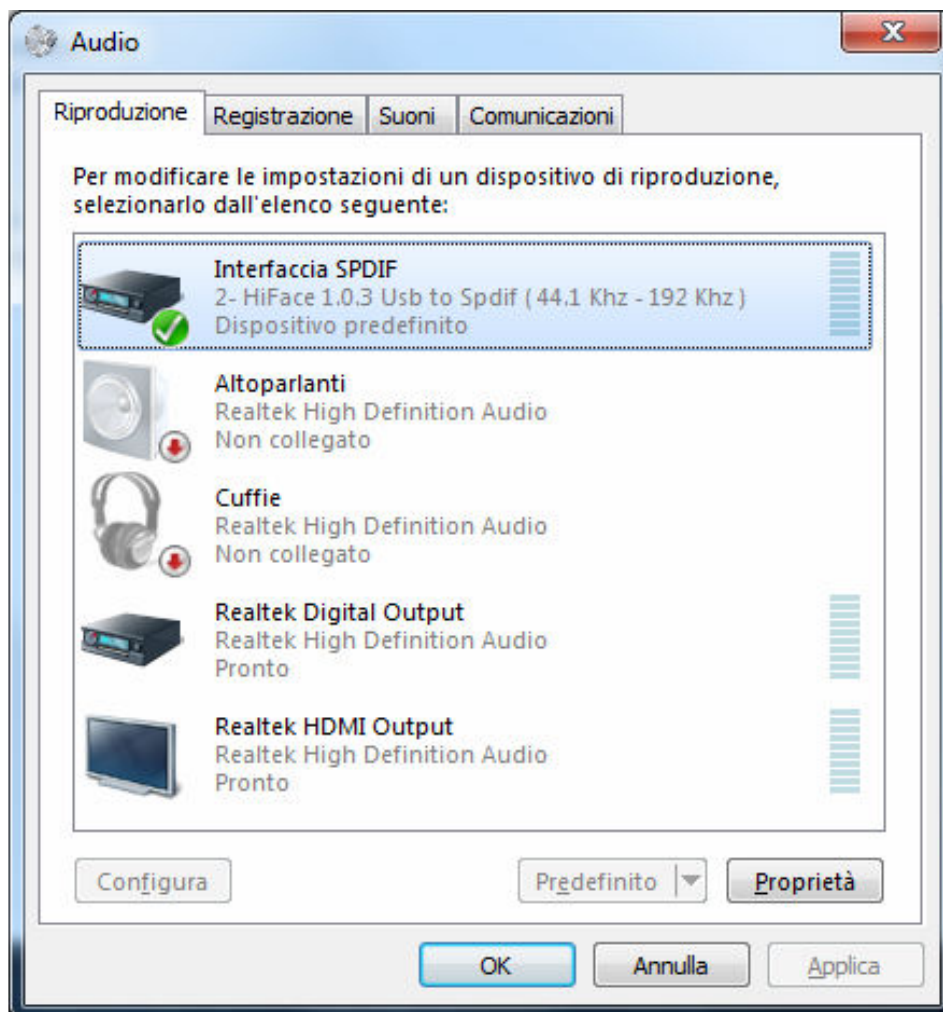 Audio
Riproduzione
Registrazione
Suoni
Comunicazioni
Per modificare le impostazioni di un dispositivo di riproduzione,
selezionarlo dall'elenco seguente:
Interfaccia SPDIF
2- HiFace 1.0.3 Usb to Spdif ( 44.1 Khz - 192 Khz )
Dispositivo predefinito
Altoparlanti
Realtek High Definition Audio
Non collegato
Cuffie
Realtek High Definition Audio
Non collegato
Realtek Digital Output
Realtek High Definition Audio
Pronto
Realtek HDMI Output
Realtek High Definition Audio
Pronto
Configura
Predefinito
Proprietà
OK
Annulla
Applica